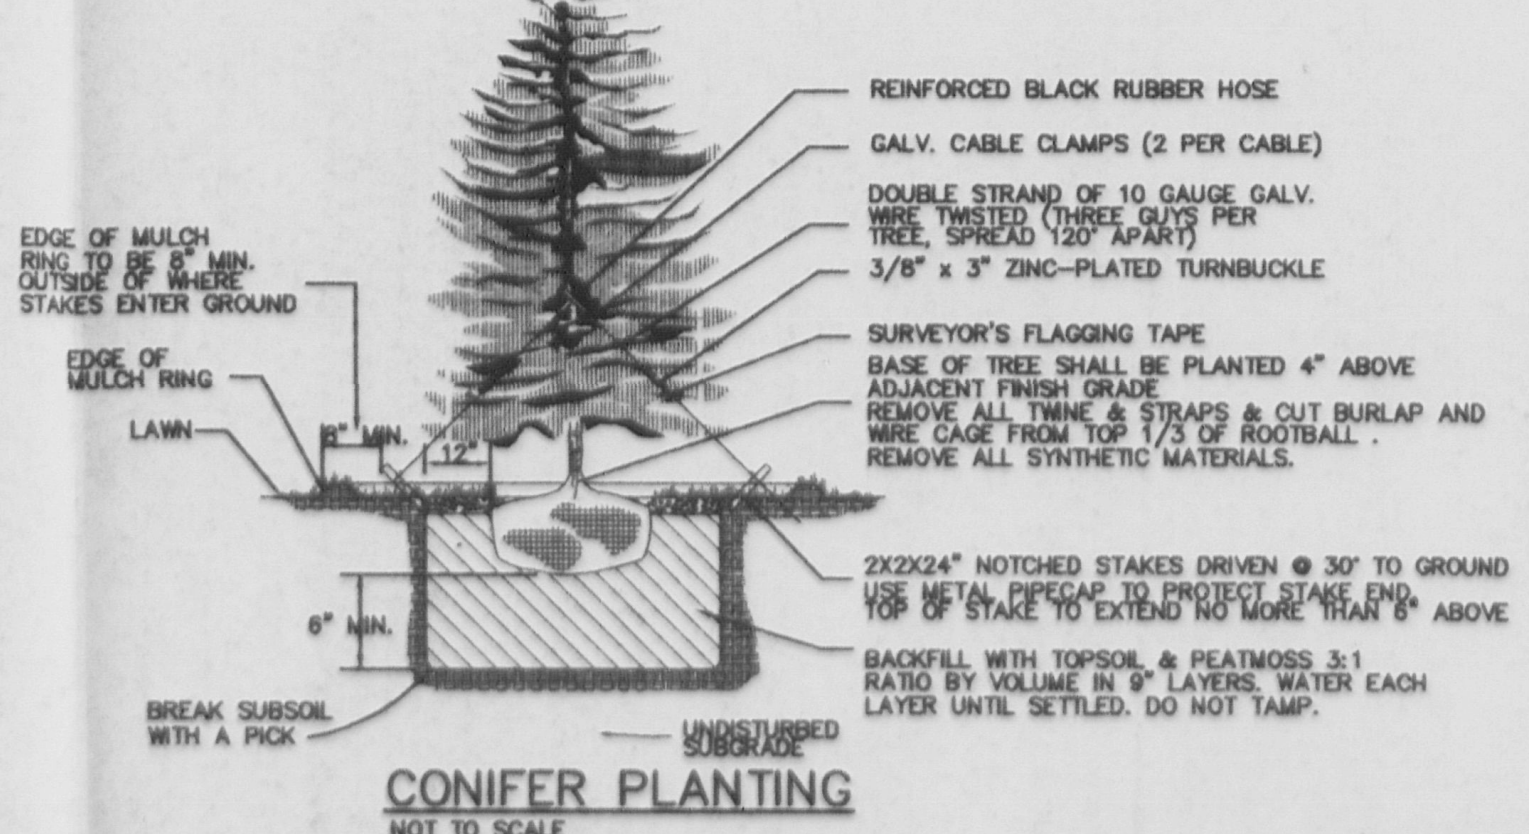 REINFORCED BLACK RUBBER HOSE
GALV. CABLE CLAMPS (2 PER CABLE)
DOUBLE STRAND OF 10 GAUGE GALV.
WIRE TWISTED (THREE GUYS PER
TREE, SPREAD 120° APART)
3/8" x 3" ZINC-PLATED TURNBUCKLE
SURVEYOR'S FLAGGING TAPE
BASE OF TREE SHALL BE PLANTED 4" ABOVE
ADJACENT FINISH GRADE
REMOVE ALL TWINE & STRAPS & CUT BURLAP AND
WIRE CAGE FROM TOP 1/3 OF ROOTBALL .
REMOVE ALL SYNTHETIC MATERIALS.
2X2X24" NOTCHED STAKES DRIVEN @ 30° TO GROUND
USE METAL PIPECAP TO PROTECT STAKE END.
TOP OF STAKE TO EXTEND NO MORE THAN 6" ABOVE
BACKFILL WITH TOPSOIL & PEATMOSS 3:1
RATIO BY VOLUME IN 9" LAYERS. WATER EACH
LAYER UNTIL SETTLED. DO NOT TAMP.
EDGE OF MULCH
RING TO BE 8" MIN.
OUTSIDE OF WHERE
STAKES ENTER GROUND
EDGE OF
MULCH RING
LAWN
8" MIN.
12"
6" MIN.
BREAK SUBSOIL
WITH A PICK
UNDISTURBED
SUBGRADE
CONIFER PLANTING
NOT TO SCALE